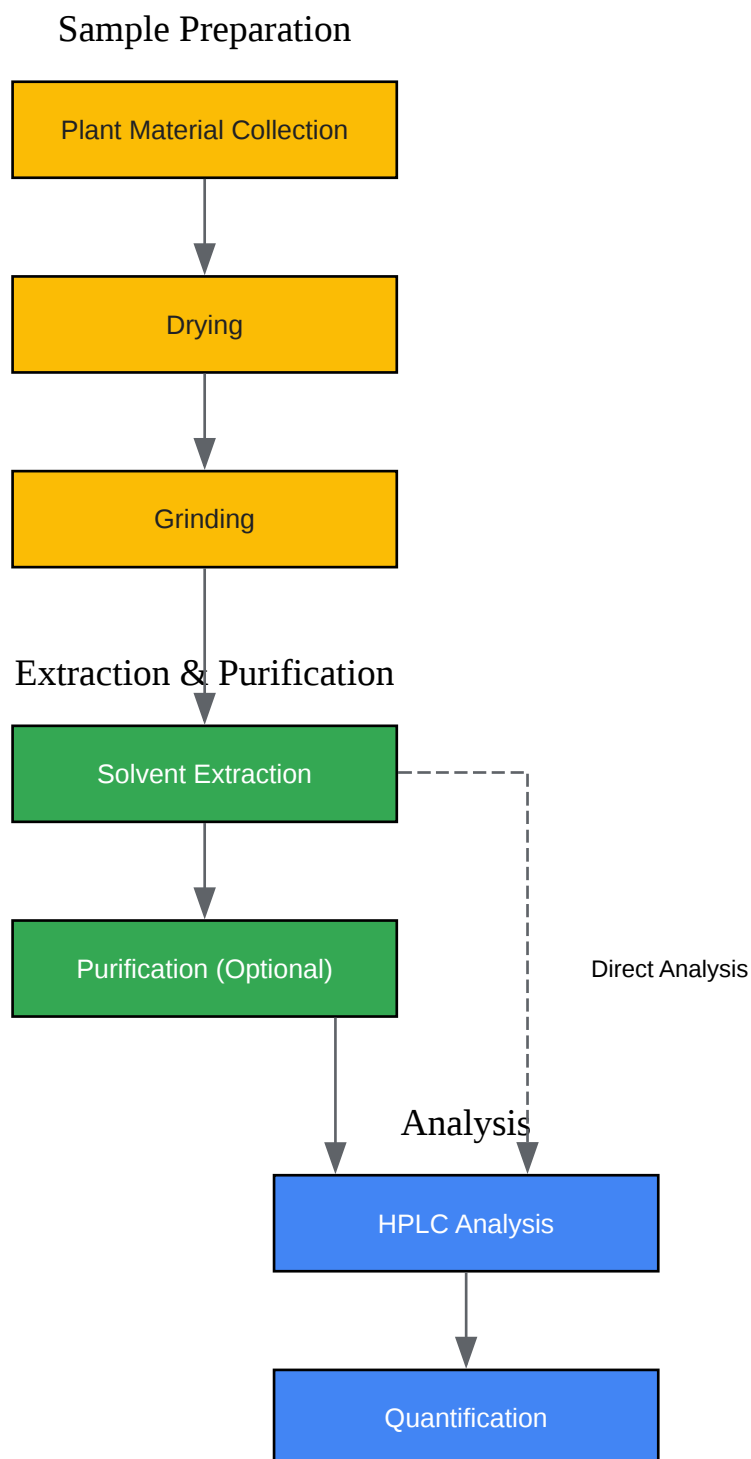 Sample Preparation
Plant Material Collection
Drying
Grinding
Extraction & Purification
Solvent Extraction
Purification (Optional)
Direct Analysis
Analysis
HPLC Analysis
Quantification